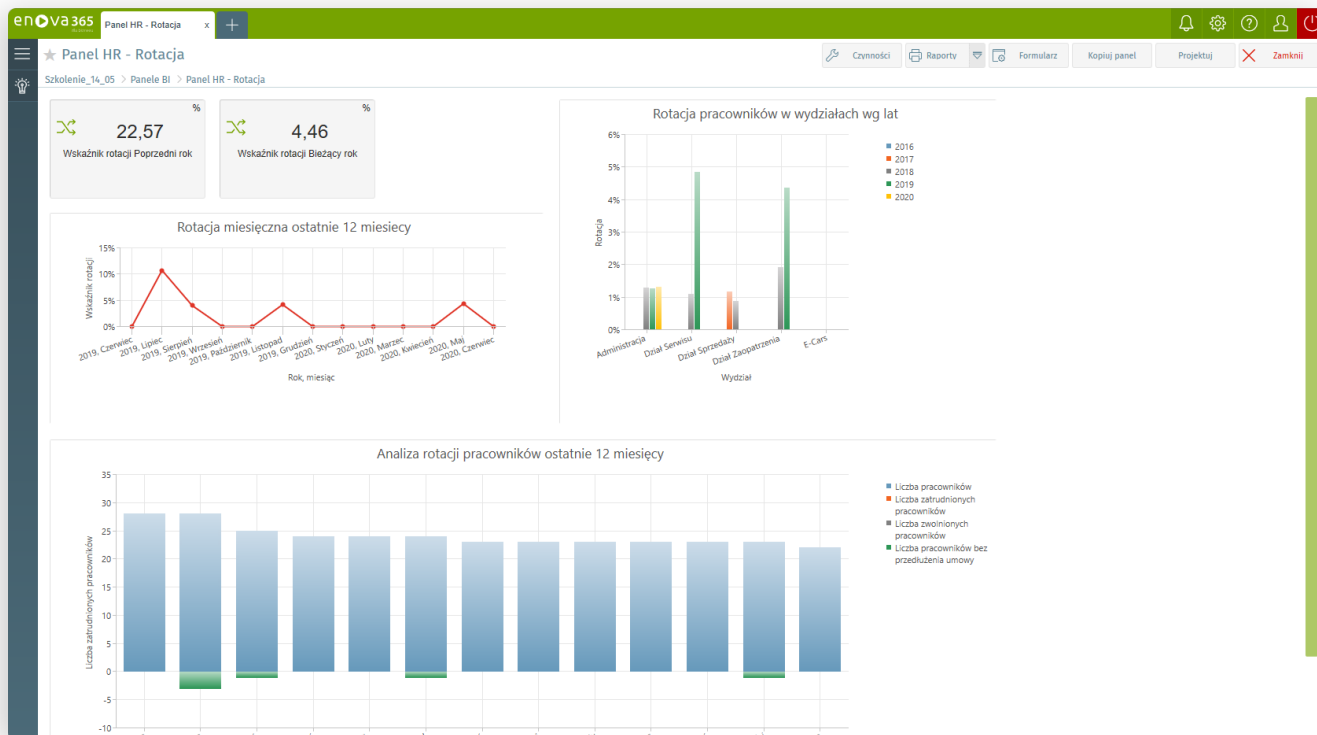 enova365
Panel HR - Rotacja
x
Panel HR - Rotacja
Czynności
Raporty
Formularz
Kopiuj panel
Projektuj
Zamknij
Szkolenie_14_05 > Panele BI > Panel HR - Rotacja
%
22,57
Wskaźnik rotacji Poprzedni rok
%
4,46
Wskaźnik rotacji Bieżący rok
Rotacja miesięczna ostatnie 12 miesiecy
Wskaźnik rotacji
15%
10%
5%
0%
2019, Czerwiec
2019, Lipiec
2019, Sierpień
2019, Wrzesień
2019, Październik
2019, Listopad
2019, Grudzień
2020, Styczeń
2020, Luty
2020, Marzec
2020, Kwiecień
2020, Maj
2020, Czerwiec
Rok, miesiąc
Rotacja pracowników w wydziałach wg lat
Rotacja
6%
5%
4%
3%
2%
1%
0%
Administracja
Dział Serwisu
Dział Sprzedaży
Dział Zaopatrzenia
E-Cars
Wydział
2016
2017
2018
2019
2020
Analiza rotacji pracowników ostatnie 12 miesięcy
Liczba zatrudnionych pracowników
35
30
25
20
15
10
5
0
-5
-10
Liczba pracowników
Liczba zatrudnionych
pracowników
Liczba zwolnionych
pracowników
Liczba pracowników bez
przedłużenia umowy